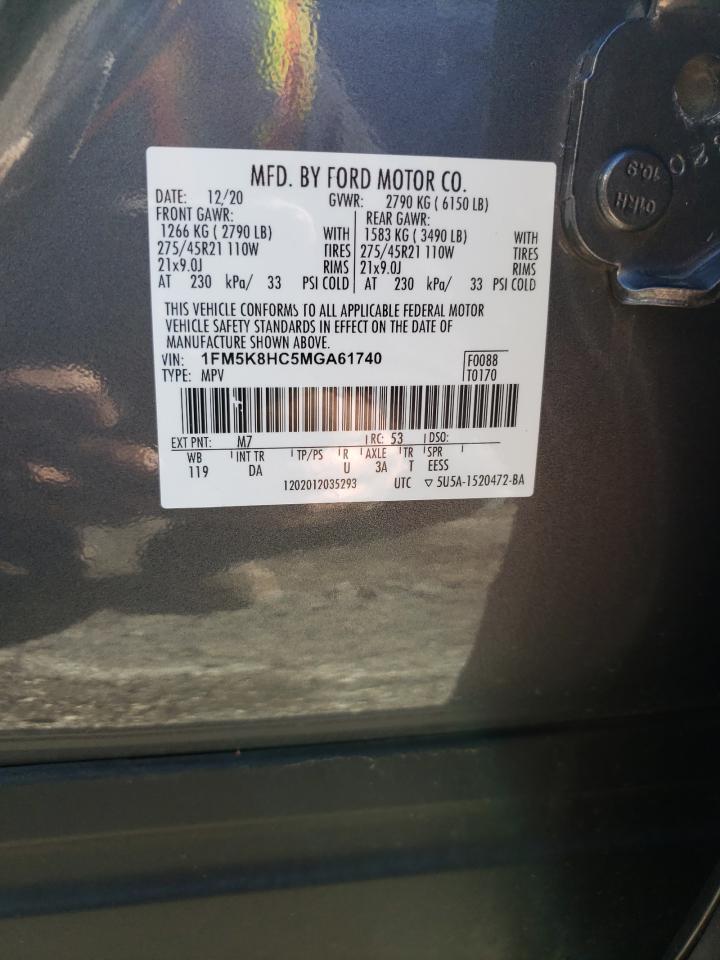 MFD. BY FORD MOTOR CO.
DATE: 12/20 GVWR: 2790 KG ( 6150 LB)
FRONT GAWR: REAR GAWR:
1266 KG ( 2790 LB) WITH 1583 KG ( 3490 LB) WITH
275/45R21 110W TIRES 275/45R21 110W TIRES
21x9.0J RIMS 21x9.0J RIMS
AT 230 kPa/ 33 PSI COLD AT 230 kPa/ 33 PSI COLD
THIS VEHICLE CONFORMS TO ALL APPLICABLE FEDERAL MOTOR
VEHICLE SAFETY STANDARDS IN EFFECT ON THE DATE OF
MANUFACTURE SHOWN ABOVE.
VIN: 1FM5K8HC5MGA61740 F0088
TYPE: MPV T0170
EXT PNT: M7 RC: 53 DSO:
WB INT TR TP/PS R AXLE TR SPR
119 DA U 3A T EESS
1202012035293 UTC ▽ 5U5A-1520472-BA
10.9